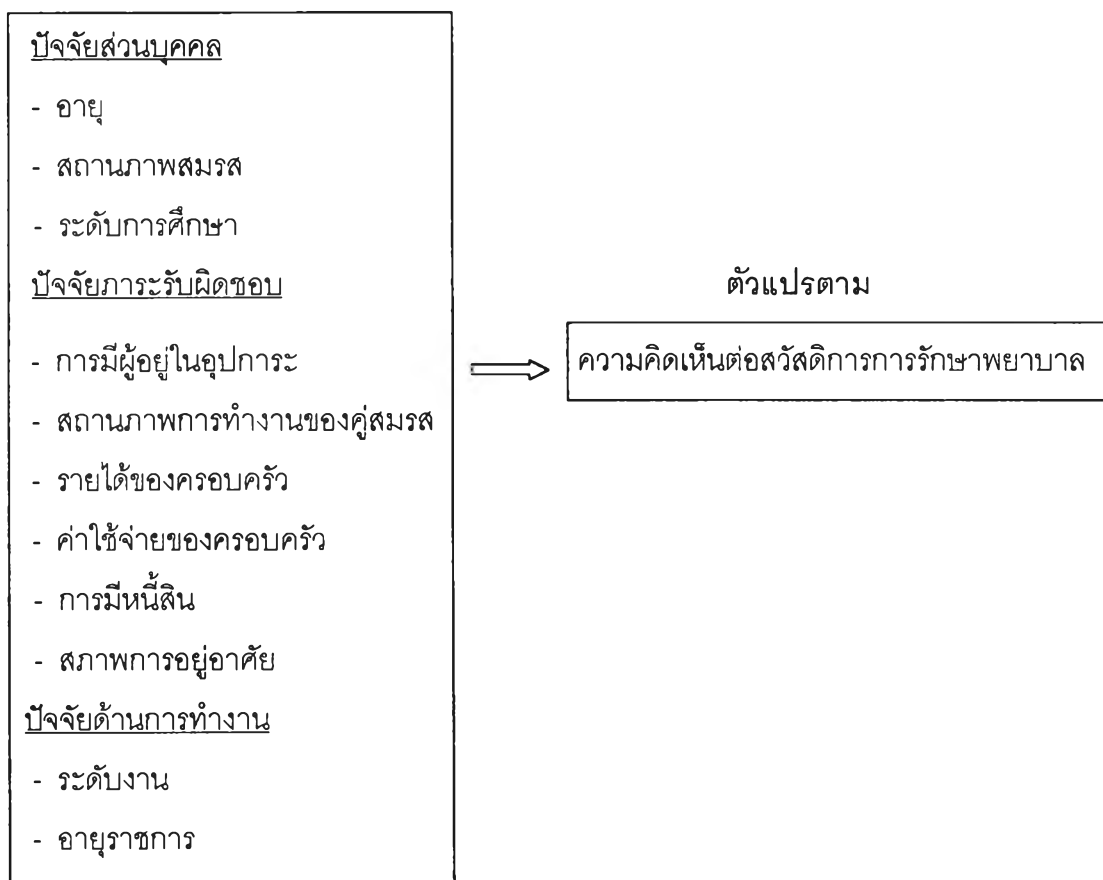 ปัจจัยส่วนบุคคล
- อายุ
- สถานภาพสมรส
- ระดับการศึกษา
ปัจจัยภาระรับผิดชอบ
- การมีผู้อยู่ในอุปการะ
- สถานภาพการทำงานของคู่สมรส
- รายได้ของครอบครัว
- ค่าใช้จ่ายของครอบครัว
- การมีหนี้สิน
- สภาพการอยู่อาศัย
ปัจจัยด้านการทำงาน
- ระดับงาน
- อายุราชการ
ตัวแปรตาม
ความคิดเห็นต่อสวัสดิการการรักษาพยาบาล